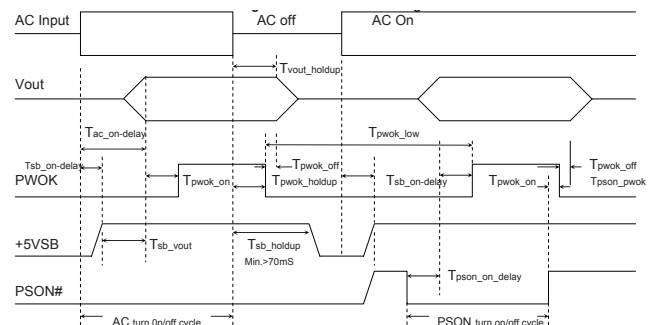 AC Input
AC off
AC On
Tvout_holdup
Vout
Tac_on-delay
Tpwok_low
Tsb_on-delay
Tpwok_off
Tpwok_off
PWOK
Tpwok_on
Tpwok_holdup
Tsb_on-delay
Tpwok_on
Tpson_pwok
+5VSB
Tsb_vout
Tsb_holdup
Min.>70mS
Tpson_on_delay
PSON#
AC turn 0n/off cycle
PSON turn on/off cycle